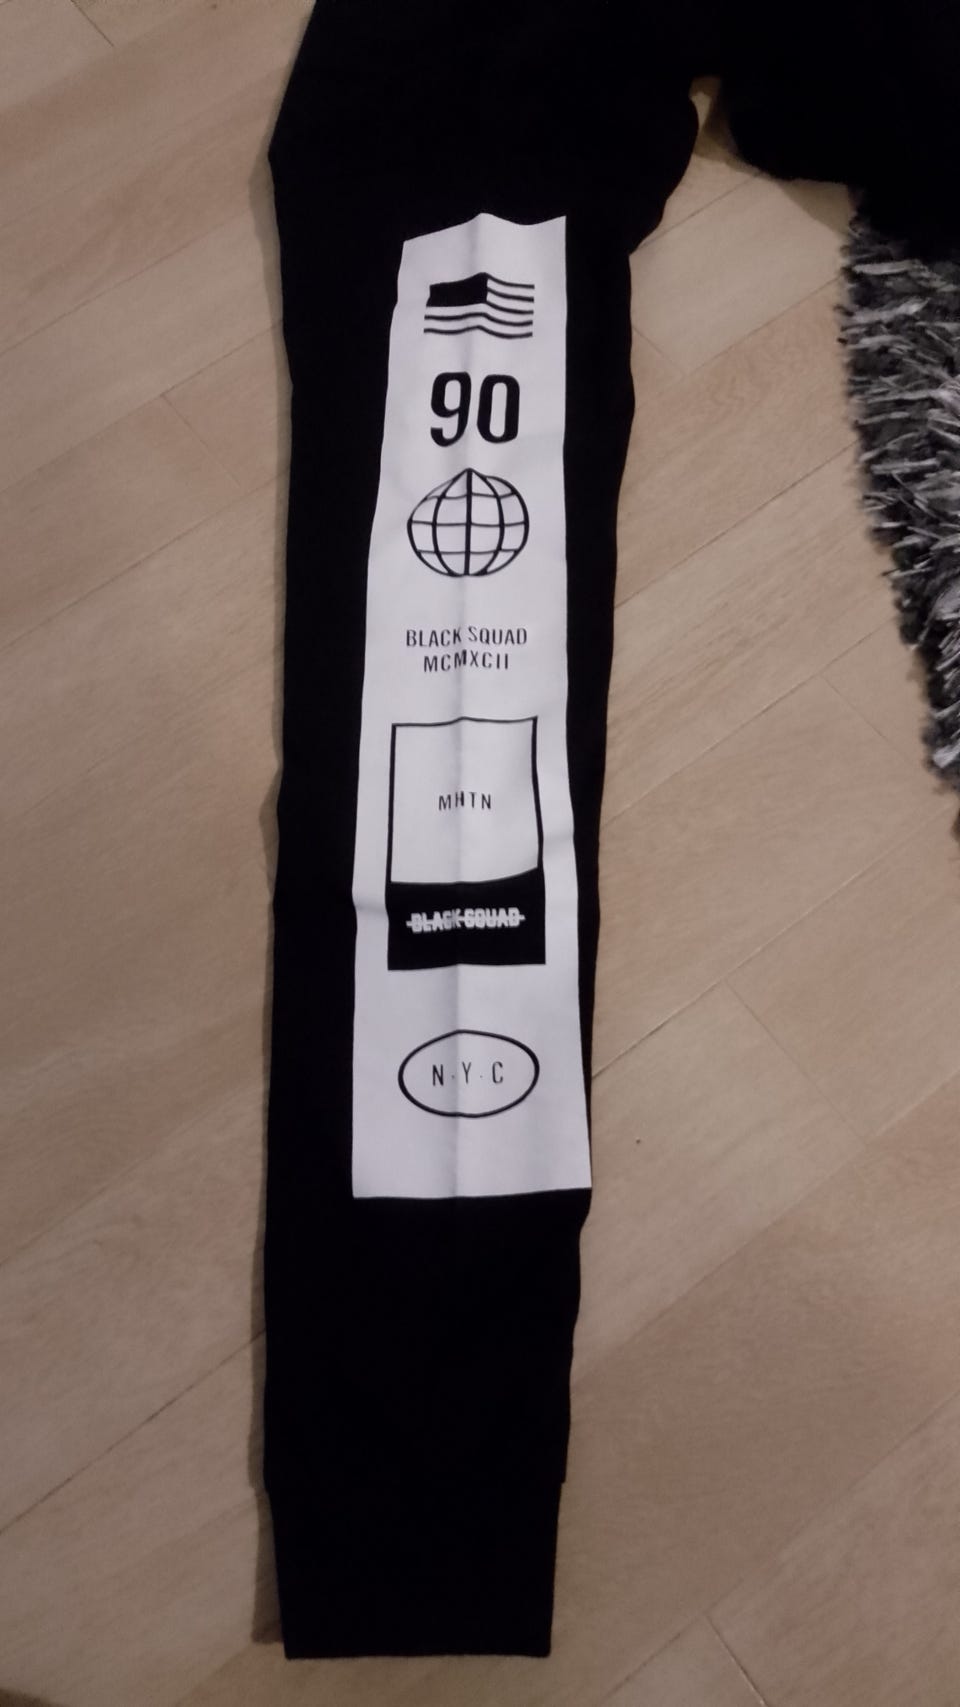 90
BLACK SQUAD
MCMXCII
MHTN
BLACK SQUAD
N·Y·C